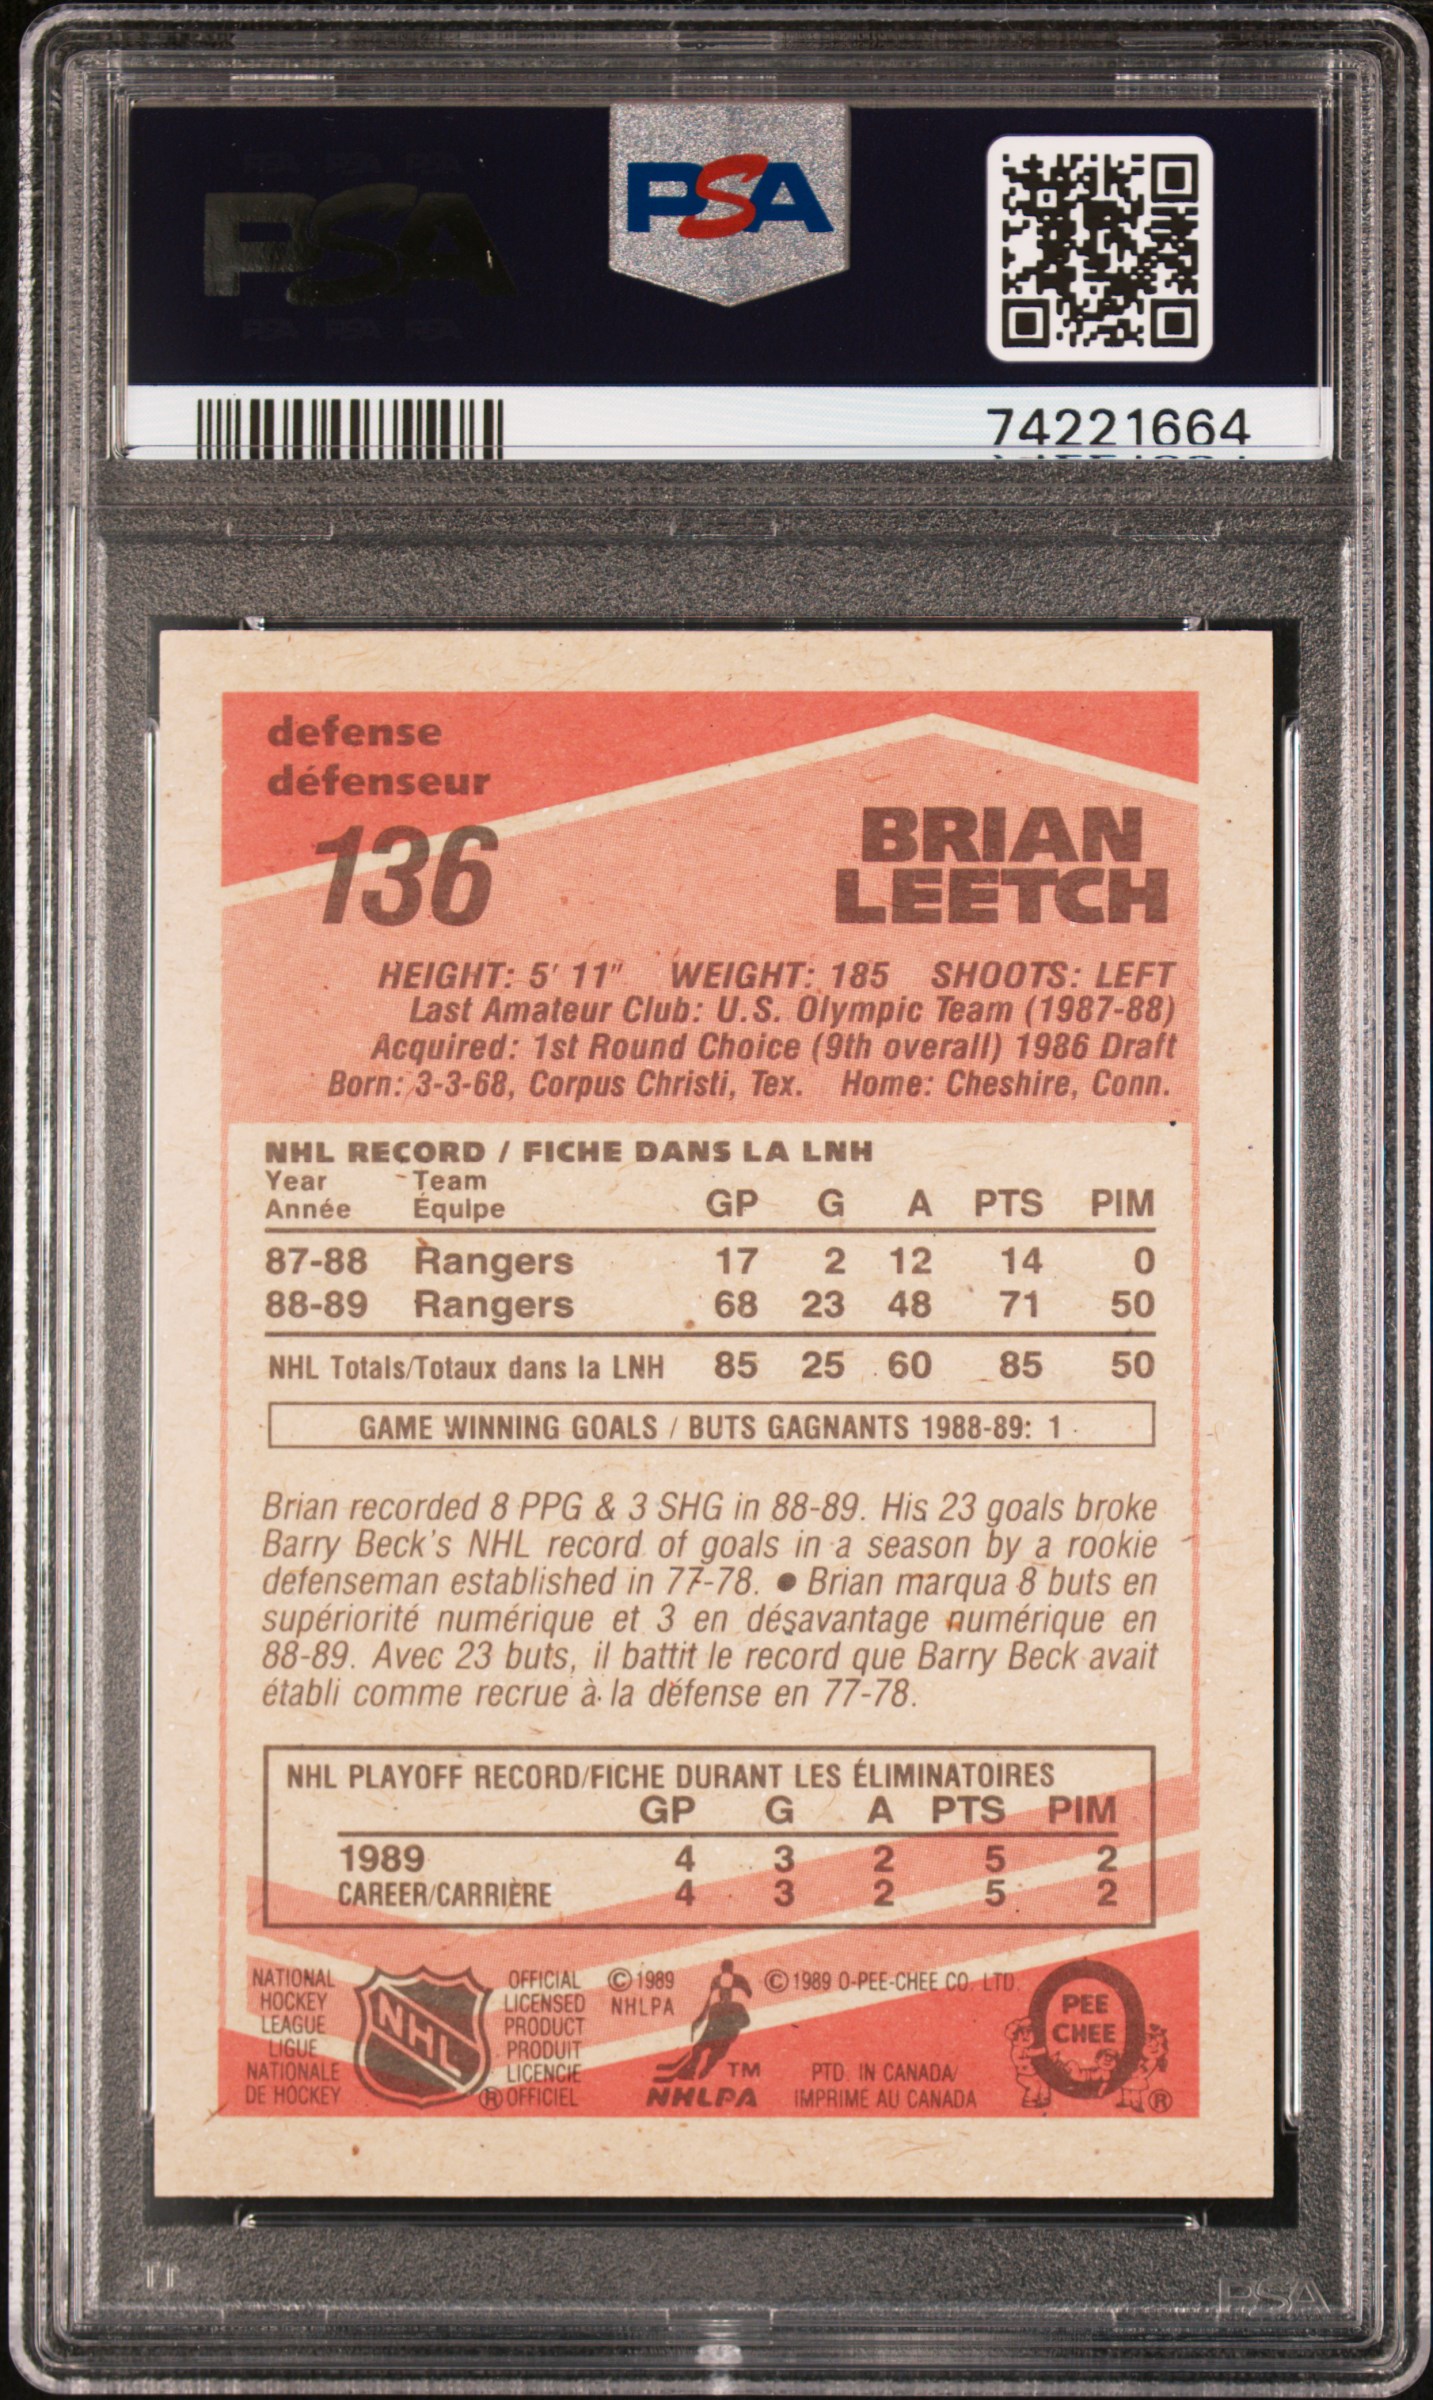 PSA
PSA
74221664
defense
défenseur
136
BRIAN
LEETCH
HEIGHT: 5' 11" WEIGHT: 185 SHOOTS: LEFT
Last Amateur Club: U.S. Olympic Team (1987-88)
Acquired: 1st Round Choice (9th overall) 1986 Draft
Born: 3-3-68, Corpus Christi, Tex. Home: Cheshire, Conn.
NHL RECORD / FICHE DANS LA LNH
Year Team
Année Équipe GP G A PTS PIM
87-88 Rangers 17 2 12 14 0
88-89 Rangers 68 23 48 71 50
NHL Totals/Totaux dans la LNH 85 25 60 85 50
GAME WINNING GOALS / BUTS GAGNANTS 1988-89: 1
Brian recorded 8 PPG & 3 SHG in 88-89. His 23 goals broke
Barry Beck's NHL record of goals in a season by a rookie
defenseman established in 77-78. ● Brian marqua 8 buts en
supériorité numérique et 3 en désavantage numérique en
88-89. Avec 23 buts, il battit le record que Barry Beck avait
établi comme recrue à la défense en 77-78.
NHL PLAYOFF RECORD/FICHE DURANT LES ÉLIMINATOIRES
GP G A PTS PIM
1989 4 3 2 5 2
CAREER/CARRIÈRE 4 3 2 5 2
NATIONAL
HOCKEY
LEAGUE
LIGUE
NATIONALE
DE HOCKEY
NHL
®
OFFICIAL
LICENSED
PRODUCT
PRODUIT
LICENCIE
OFFICIEL
© 1989
NHLPA
TM
NHLPA
© 1989 O-PEE-CHEE CO. LTD.
PTD. IN CANADA/
IMPRIME AU CANADA
PEE
CHEE
®
PSA